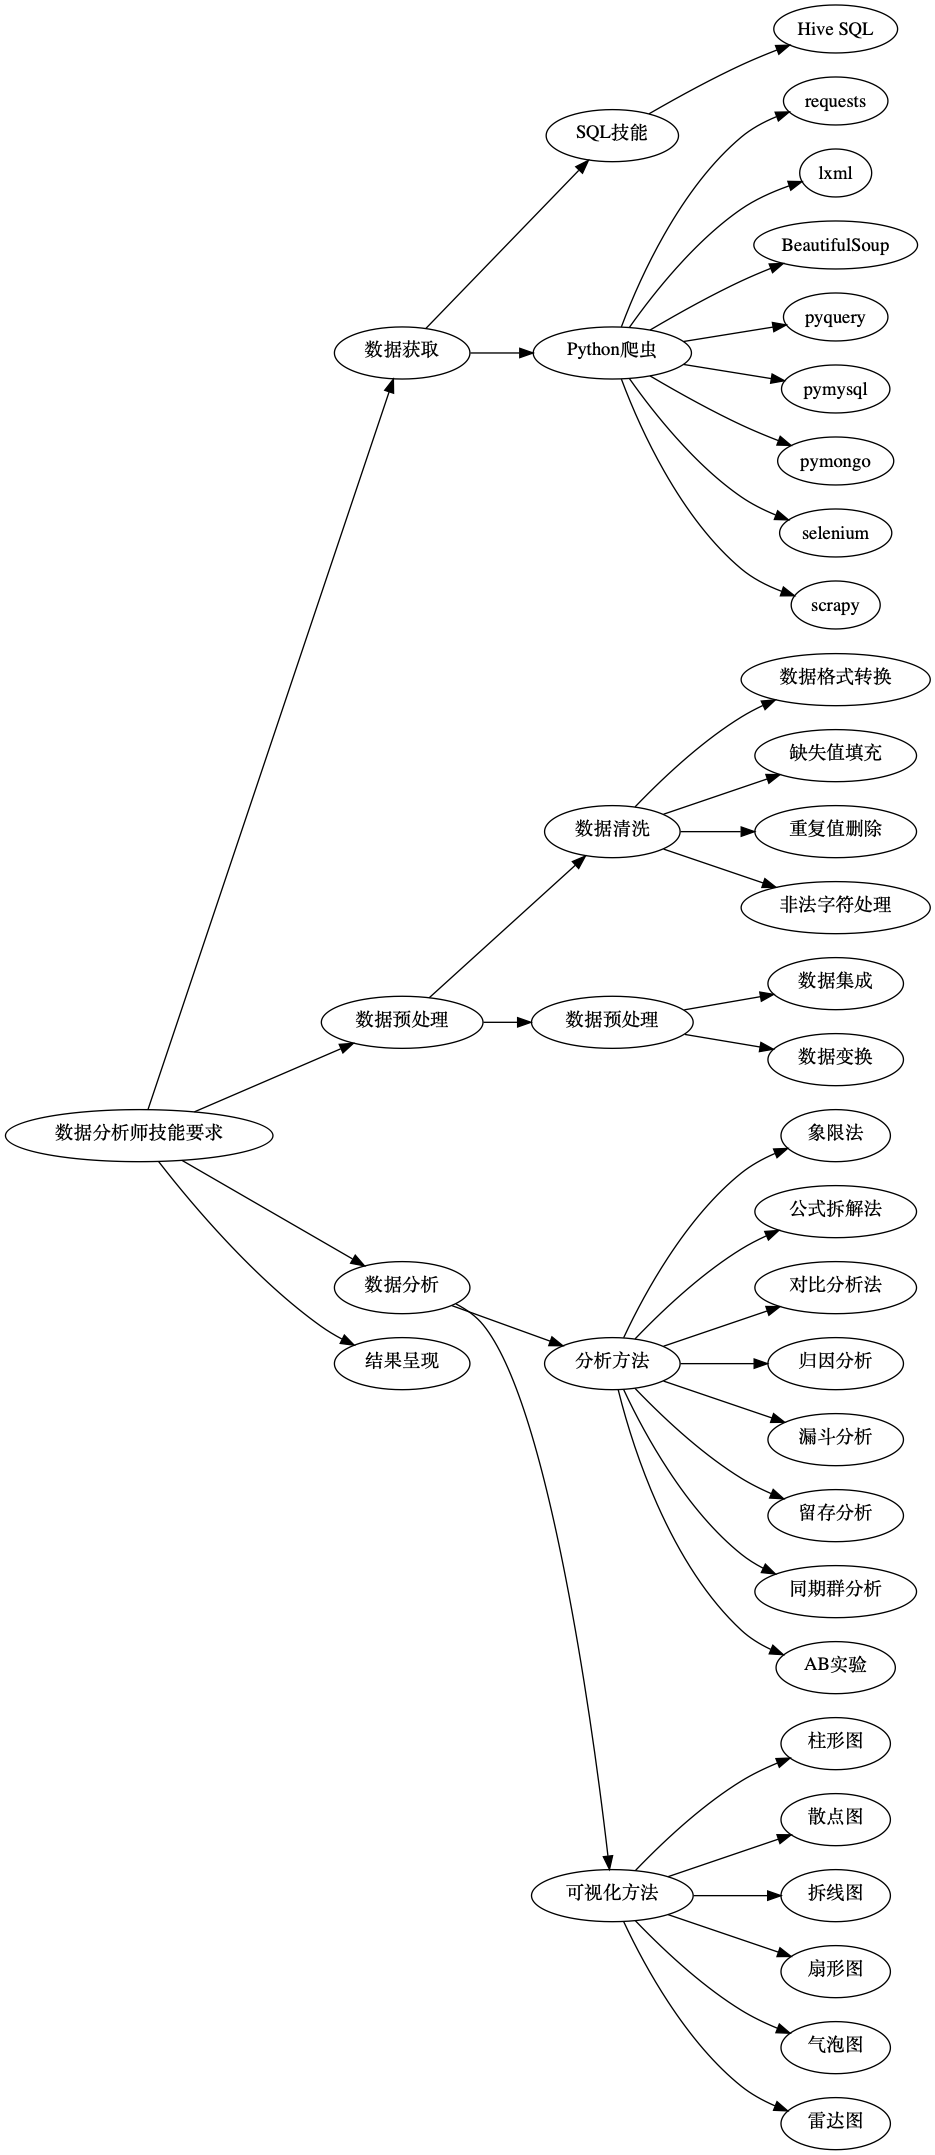 数据分析师技能要求
数据获取
SQL技能
Hive SQL
Python爬虫
requests
lxml
BeautifulSoup
pyquery
pymysql
pymongo
selenium
scrapy
数据预处理
数据清洗
数据格式转换
缺失值填充
重复值删除
非法字符处理
数据预处理
数据集成
数据变换
数据分析
分析方法
象限法
公式拆解法
对比分析法
归因分析
漏斗分析
留存分析
同期群分析
AB实验
可视化方法
柱形图
散点图
拆线图
扇形图
气泡图
雷达图
结果呈现